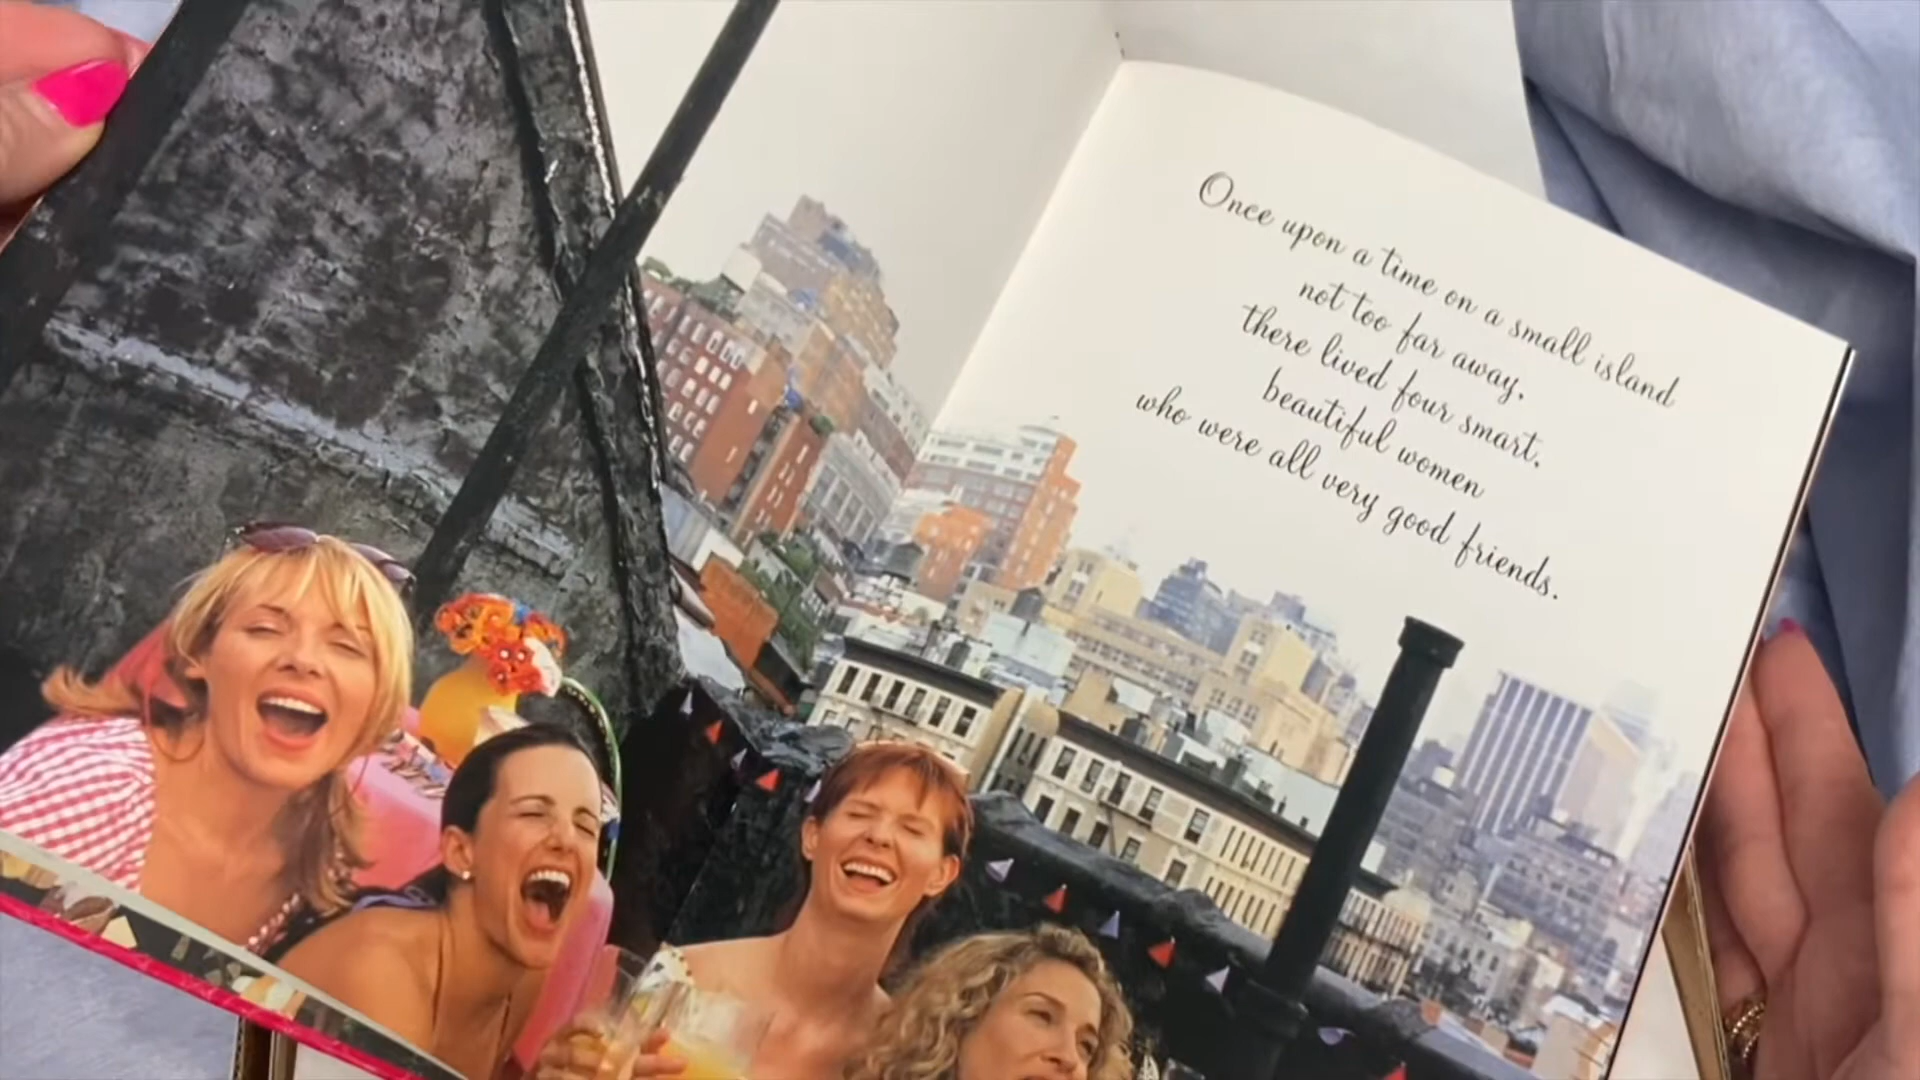 Once upon a time on a small island
not too far away,
there lived four smart,
beautiful women
who were all very good friends.